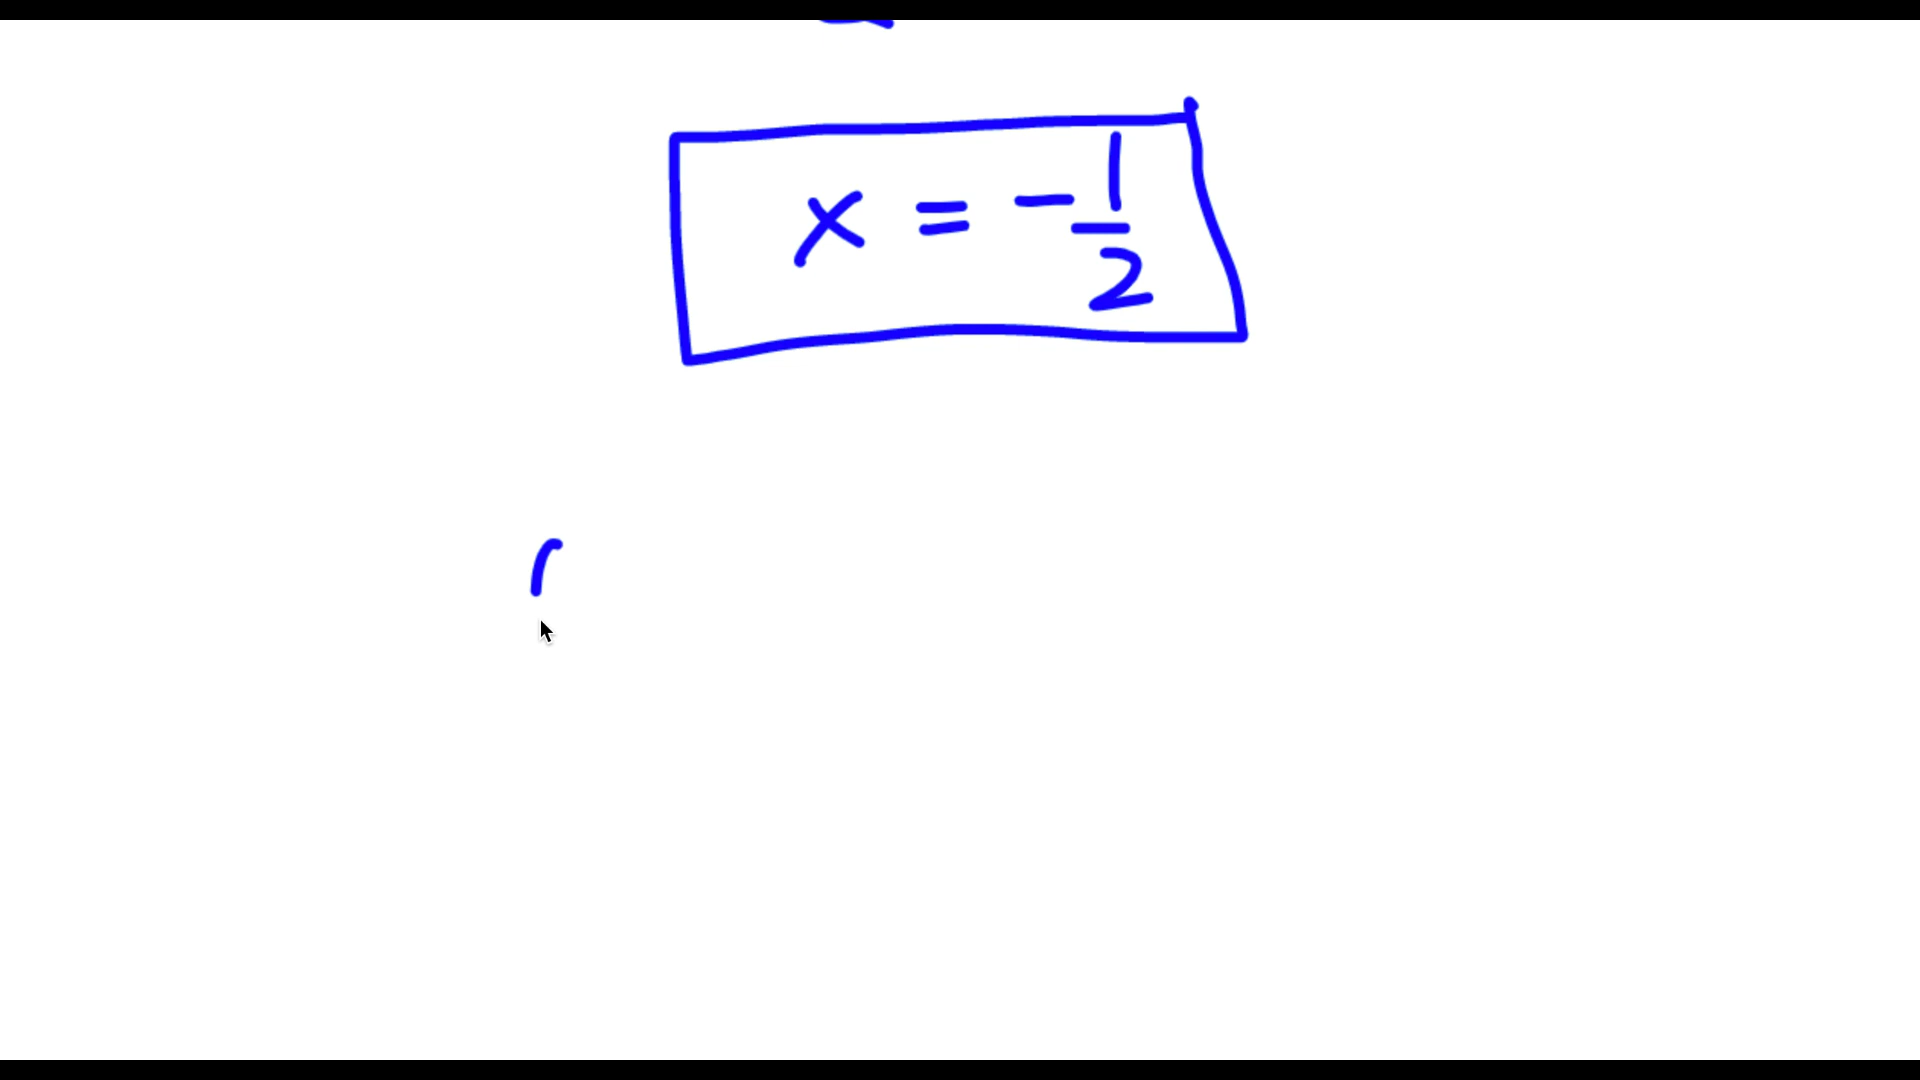 x = -1/2